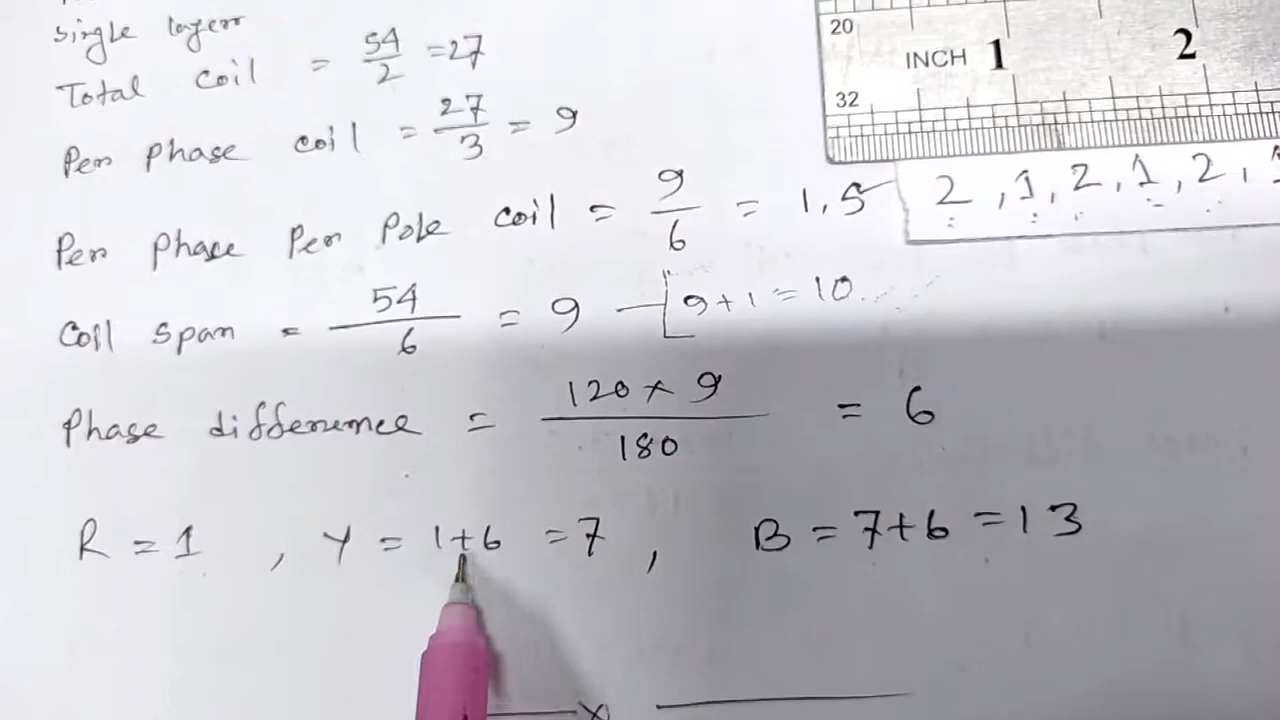 single layerr
Total coil = 54/2 = 27
Per phase coil = 27/3 = 9
Per phase Per Pole coil = 9/6 = 1.5
2, 1, 2, 1, 2, 1
Coil span = 54/6 = 9 [9+1 = 10
Phase difference = 120 × 9 / 180 = 6
R = 1 , Y = 1+6 = 7 , B = 7+6 = 13
20
INCH 1 2
32